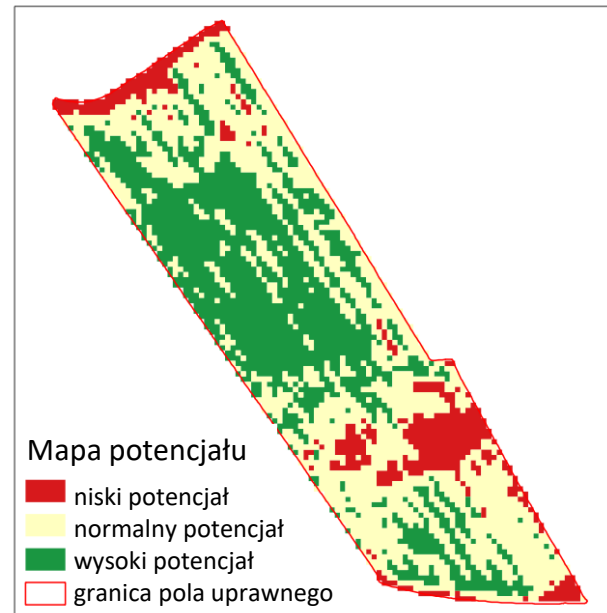 Mapa potencjału
niski potencjał
normalny potencjał
wysoki potencjał
granica pola uprawnego